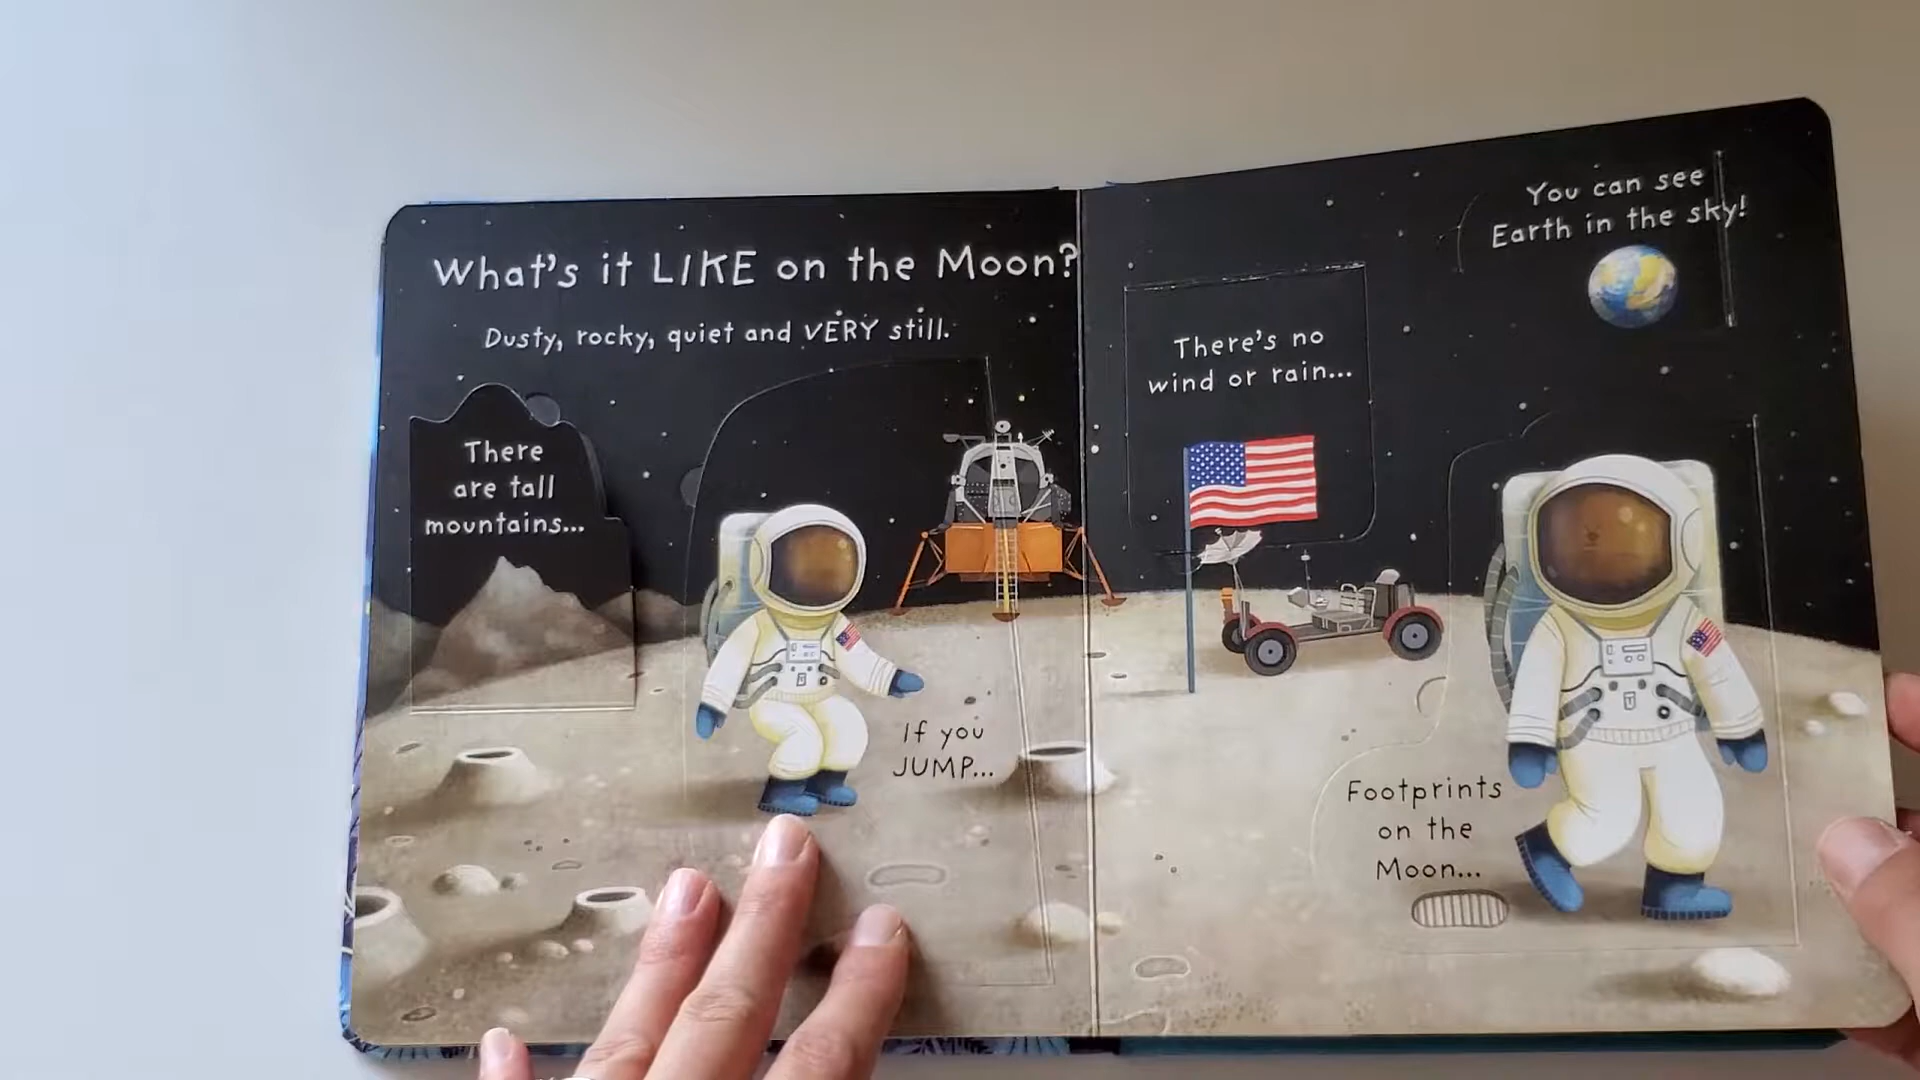 What's it LIKE on the Moon?
Dusty, rocky, quiet and VERY still.
There
are tall
mountains...
If you
JUMP...
There's no
wind or rain...
You can see
Earth in the sky!
Footprints
on the
Moon...